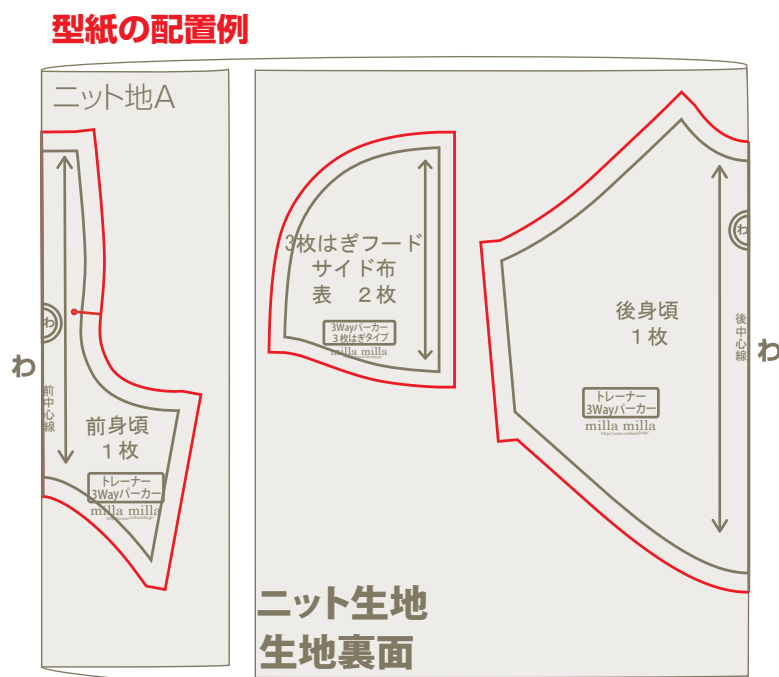 型紙の配置例
ニット地A
わ
わ
前中心線
前身頃
1枚
トレーナー
3Wayパーカー
milla milla
3枚はぎフード
サイド布
表 2枚
3Wayパーカー
3枚はぎタイプ
milla milla
後身頃
1枚
トレーナー
3Wayパーカー
milla milla
わ
後中心線
わ
ニット生地
生地裏面